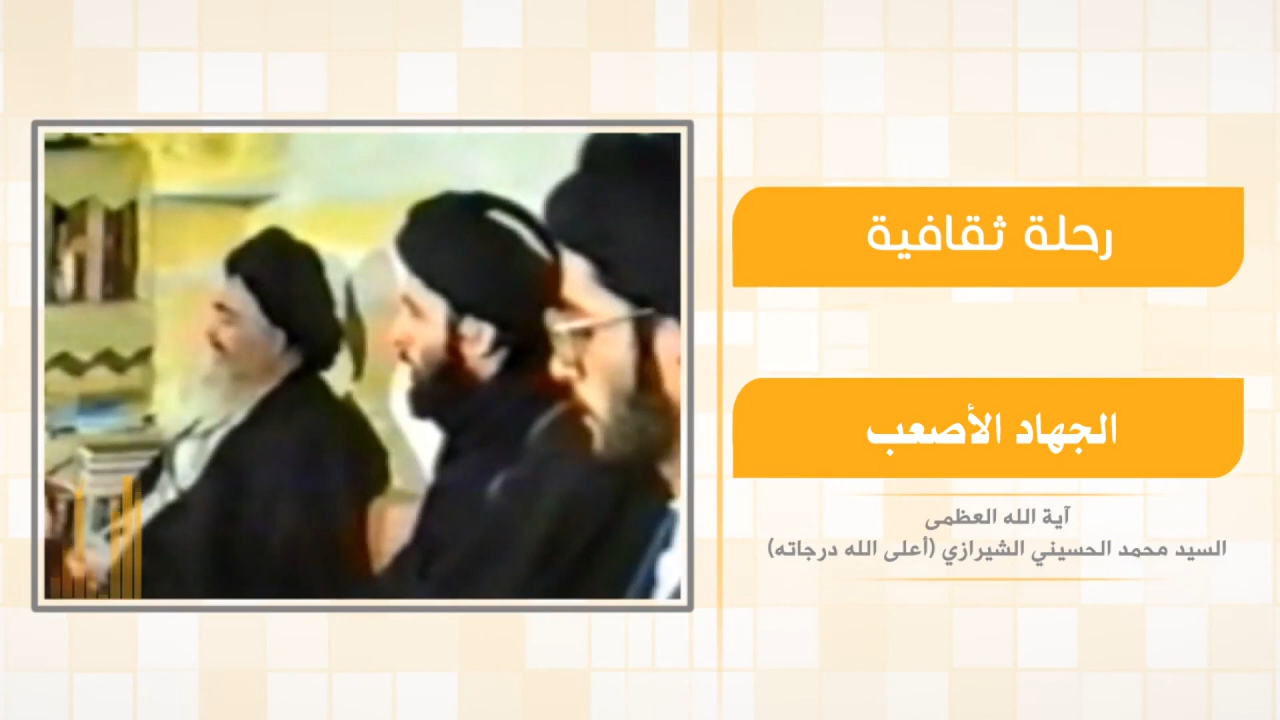 رحلة ثقافية
الجهاد الأصعب
آية الله العظمى
السيد محمد الحسيني الشيرازي (أعلى الله درجاته)